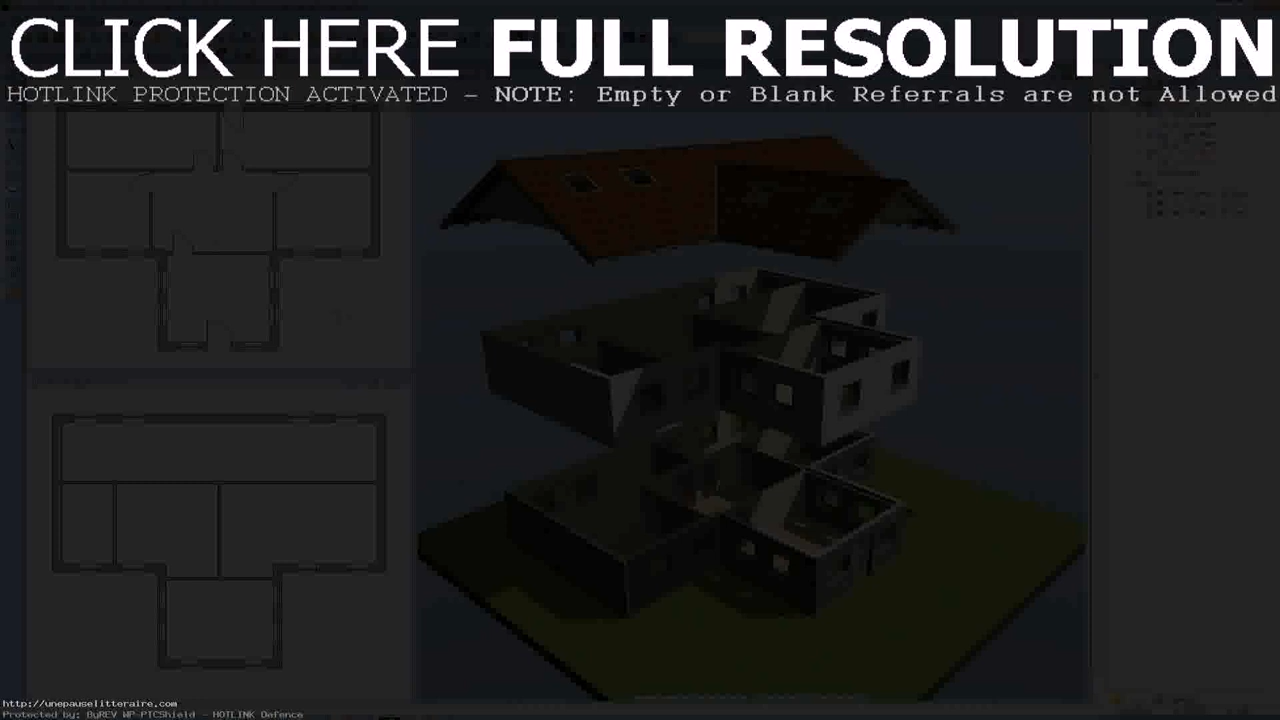 CLICK HERE FULL RESOLUTION
HOTLINK PROTECTION ACTIVATED - NOTE: Empty or Blank Referrals are not Allowed
http://unepauselitteraire.com
Protected by: ByREV WP-PICShield - HOTLINK Defence